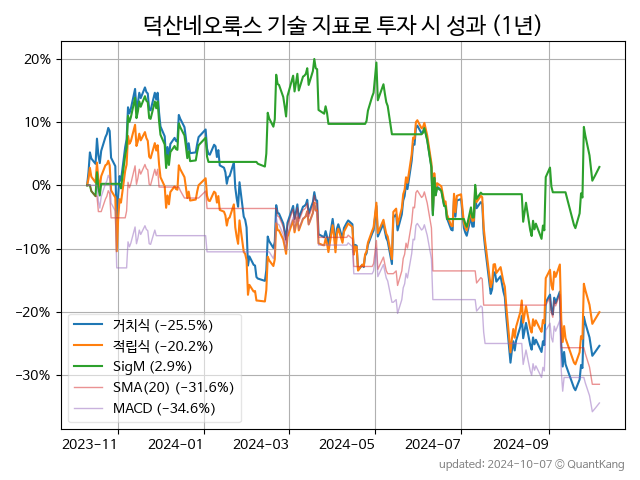 덕산네오룩스 기술 지표로 투자 시 성과 (1년)
20%
10%
0%
−10%
−20%
−30%
거치식 (−25.5%)
적립식 (−20.2%)
SigM (2.9%)
SMA(20) (−31.6%)
MACD (−34.6%)
2023-11 2024-01 2024-03 2024-05 2024-07 2024-09
updated: 2024-10-07 © QuantKang